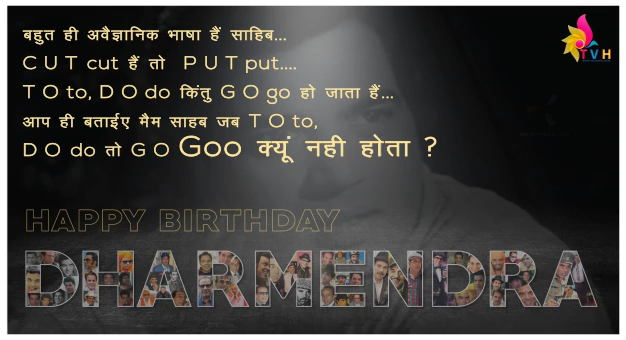 बहुत ही अवैज्ञानिक भाषा हैं साहिब...
C U T cut हैं तो P U T put....
T O to, D O do किंतु G O go हो जाता हैं...
आप ही बताईए मैम साहब जब T O to,
D O do तो G O Goo क्यूं नही होता ?
TVH
HAPPY BIRTHDAY
DHARMENDRA